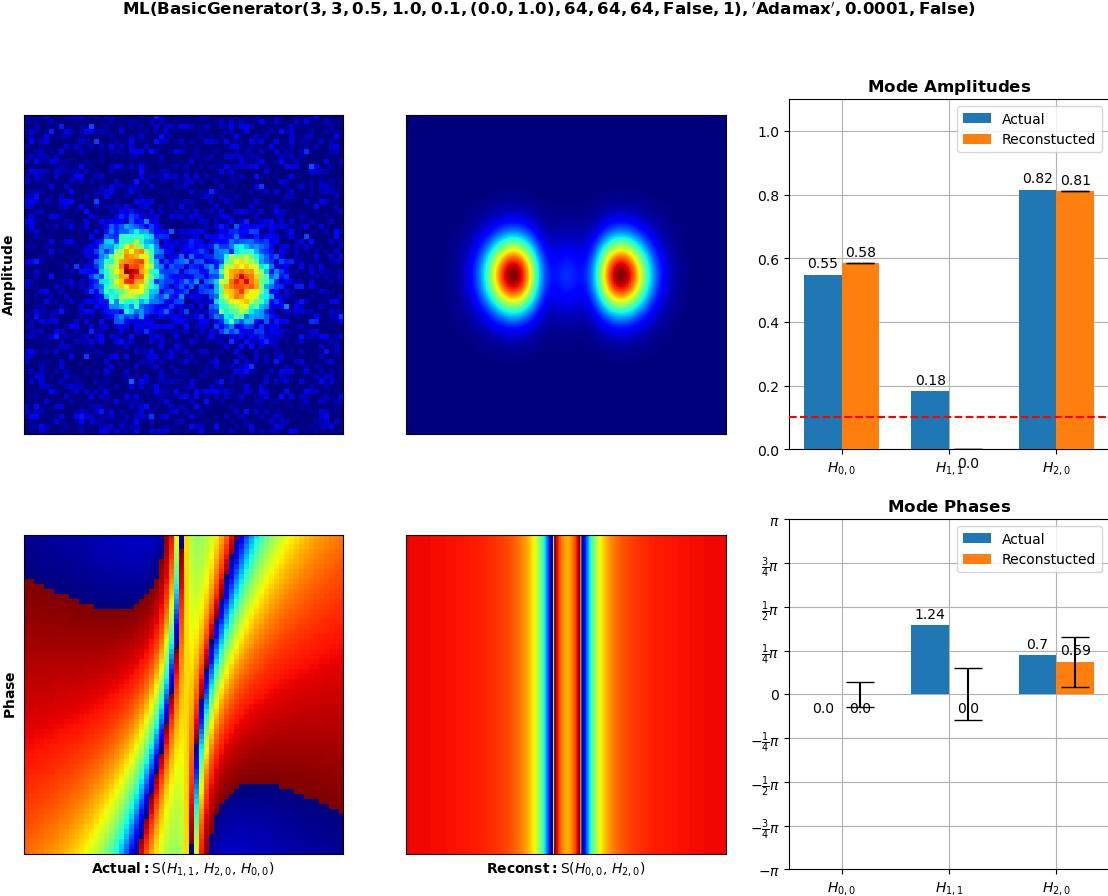 ML(BasicGenerator(3, 3, 0.5, 1.0, 0.1, (0.0, 1.0), 64, 64, 64, False, 1), ′Adamax′, 0.0001, False)
Amplitude
Mode Amplitudes
Actual
Reconstucted
1.0
0.8
0.6
0.4
0.2
0.0
0.55
0.58
0.18
0.0
0.82
0.81
H0,0
H1,1
H2,0
Phase
Actual: S(H1,1, H2,0, H0,0)
Reconst: S(H0,0, H2,0)
Mode Phases
Actual
Reconstucted
π
3/4π
1/2π
1/4π
0
−1/4π
−1/2π
−3/4π
−π
0.0
0.0
1.24
0.0
0.7
0.59
H0,0
H1,1
H2,0